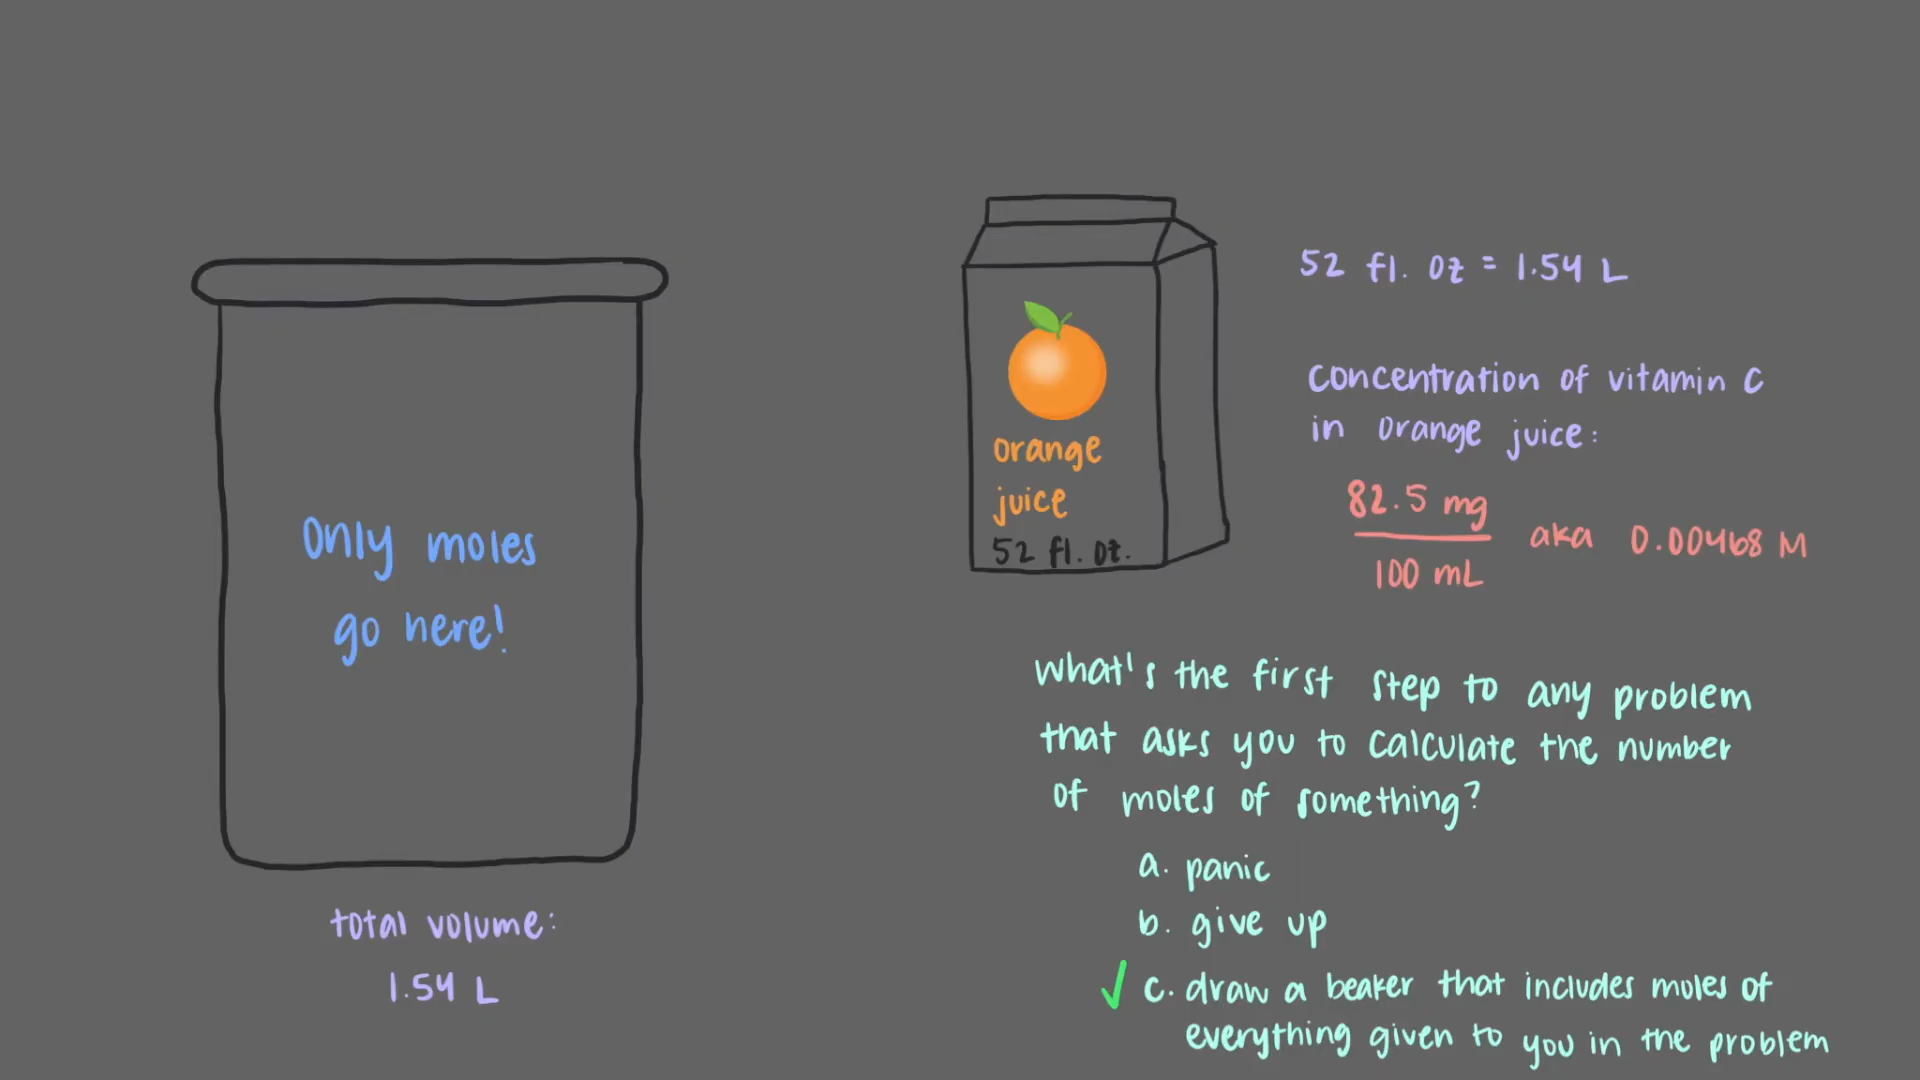 Only moles
go here!
total volume:
1.54 L
orange
juice
52 fl. oz.
52 fl. oz = 1.54 L
concentration of vitamin C
in orange juice:
82.5 mg
100 mL
aka 0.00468 M
What's the first step to any problem
that asks you to calculate the number
of moles of something?
a. panic
b. give up
✓ c. draw a beaker that includes moles of
everything given to you in the problem